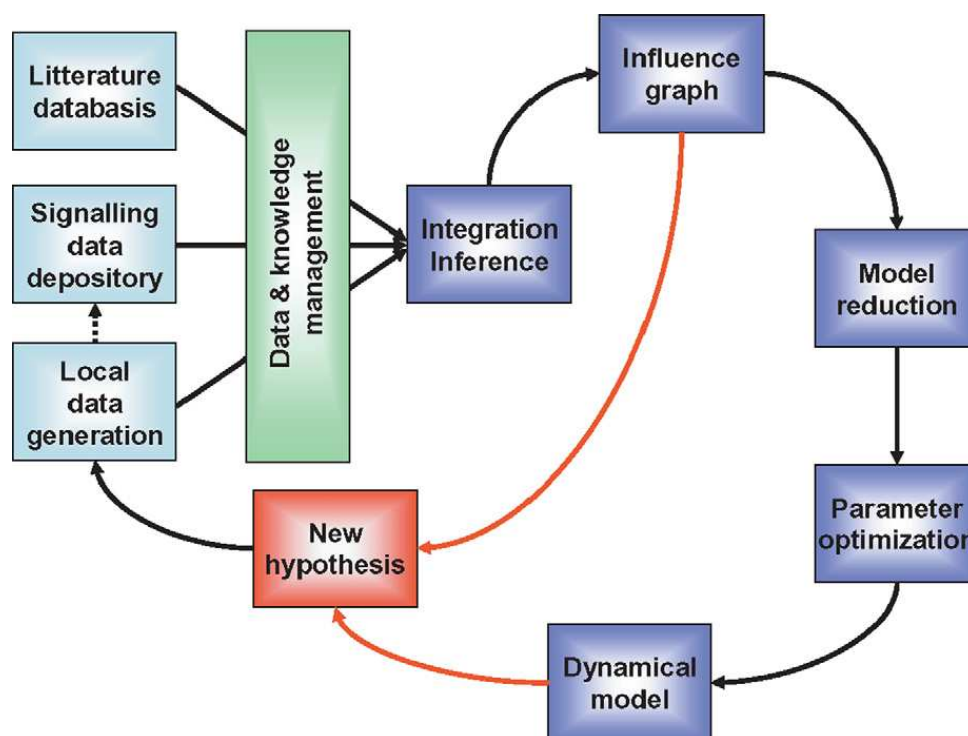 Litterature
databasis
Signalling
data
depository
Local
data
generation
Data & knowledge
management
Integration
Inference
Influence
graph
Model
reduction
Parameter
optimization
Dynamical
model
New
hypothesis